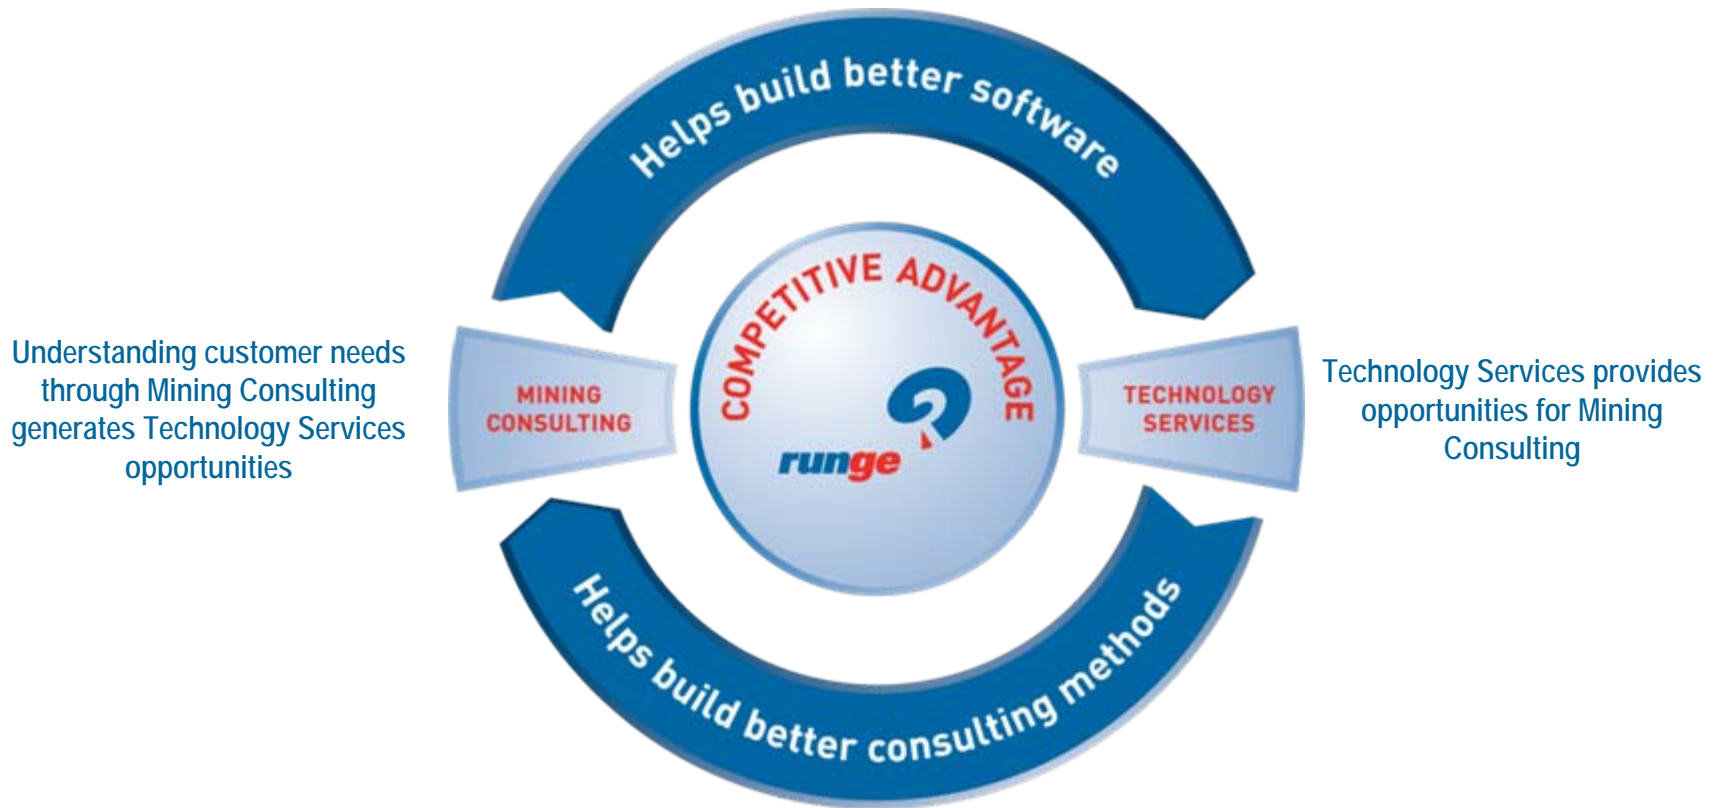 Helps build better software
COMPETITIVE ADVANTAGE
Understanding customer needs
through Mining Consulting
generates Technology Services
opportunities
MINING
CONSULTING
runge
TECHNOLOGY
SERVICES
Technology Services provides
opportunities for Mining
Consulting
Helps build better consulting methods